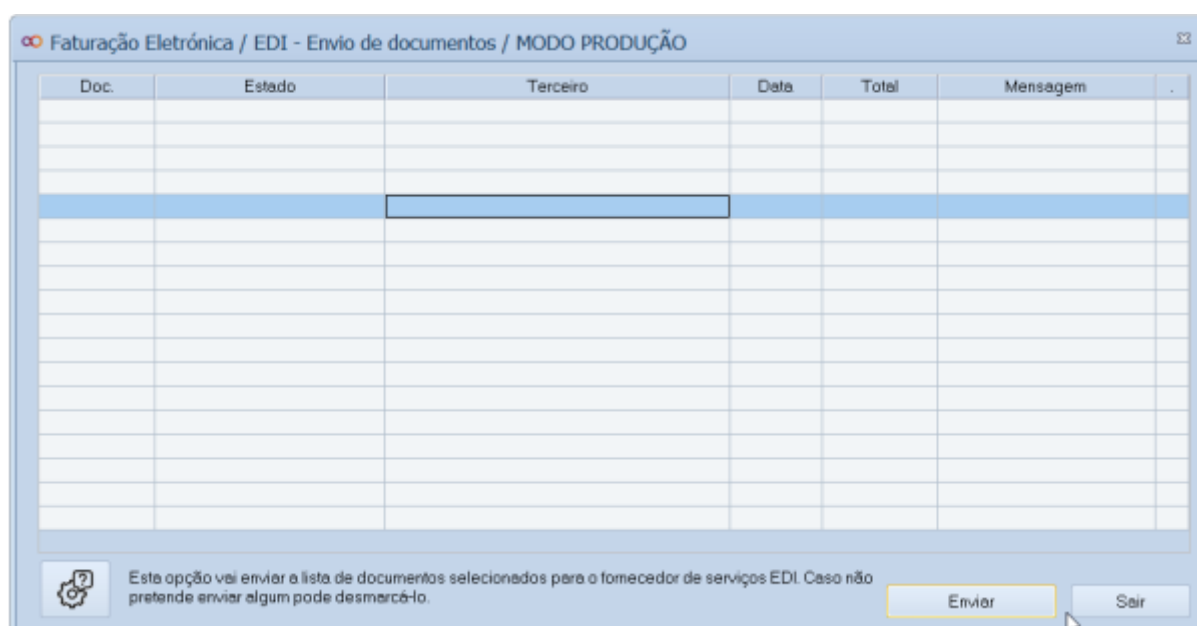 Faturação Eletrónica / EDI - Envio de documentos / MODO PRODUÇÃO
Doc. Estado Terceiro Data Total Mensagem .
Esta opção vai enviar a lista de documentos selecionados para o fornecedor de serviços EDI. Caso não
pretende enviar algum pode desmarcá-lo.
Enviar Sair